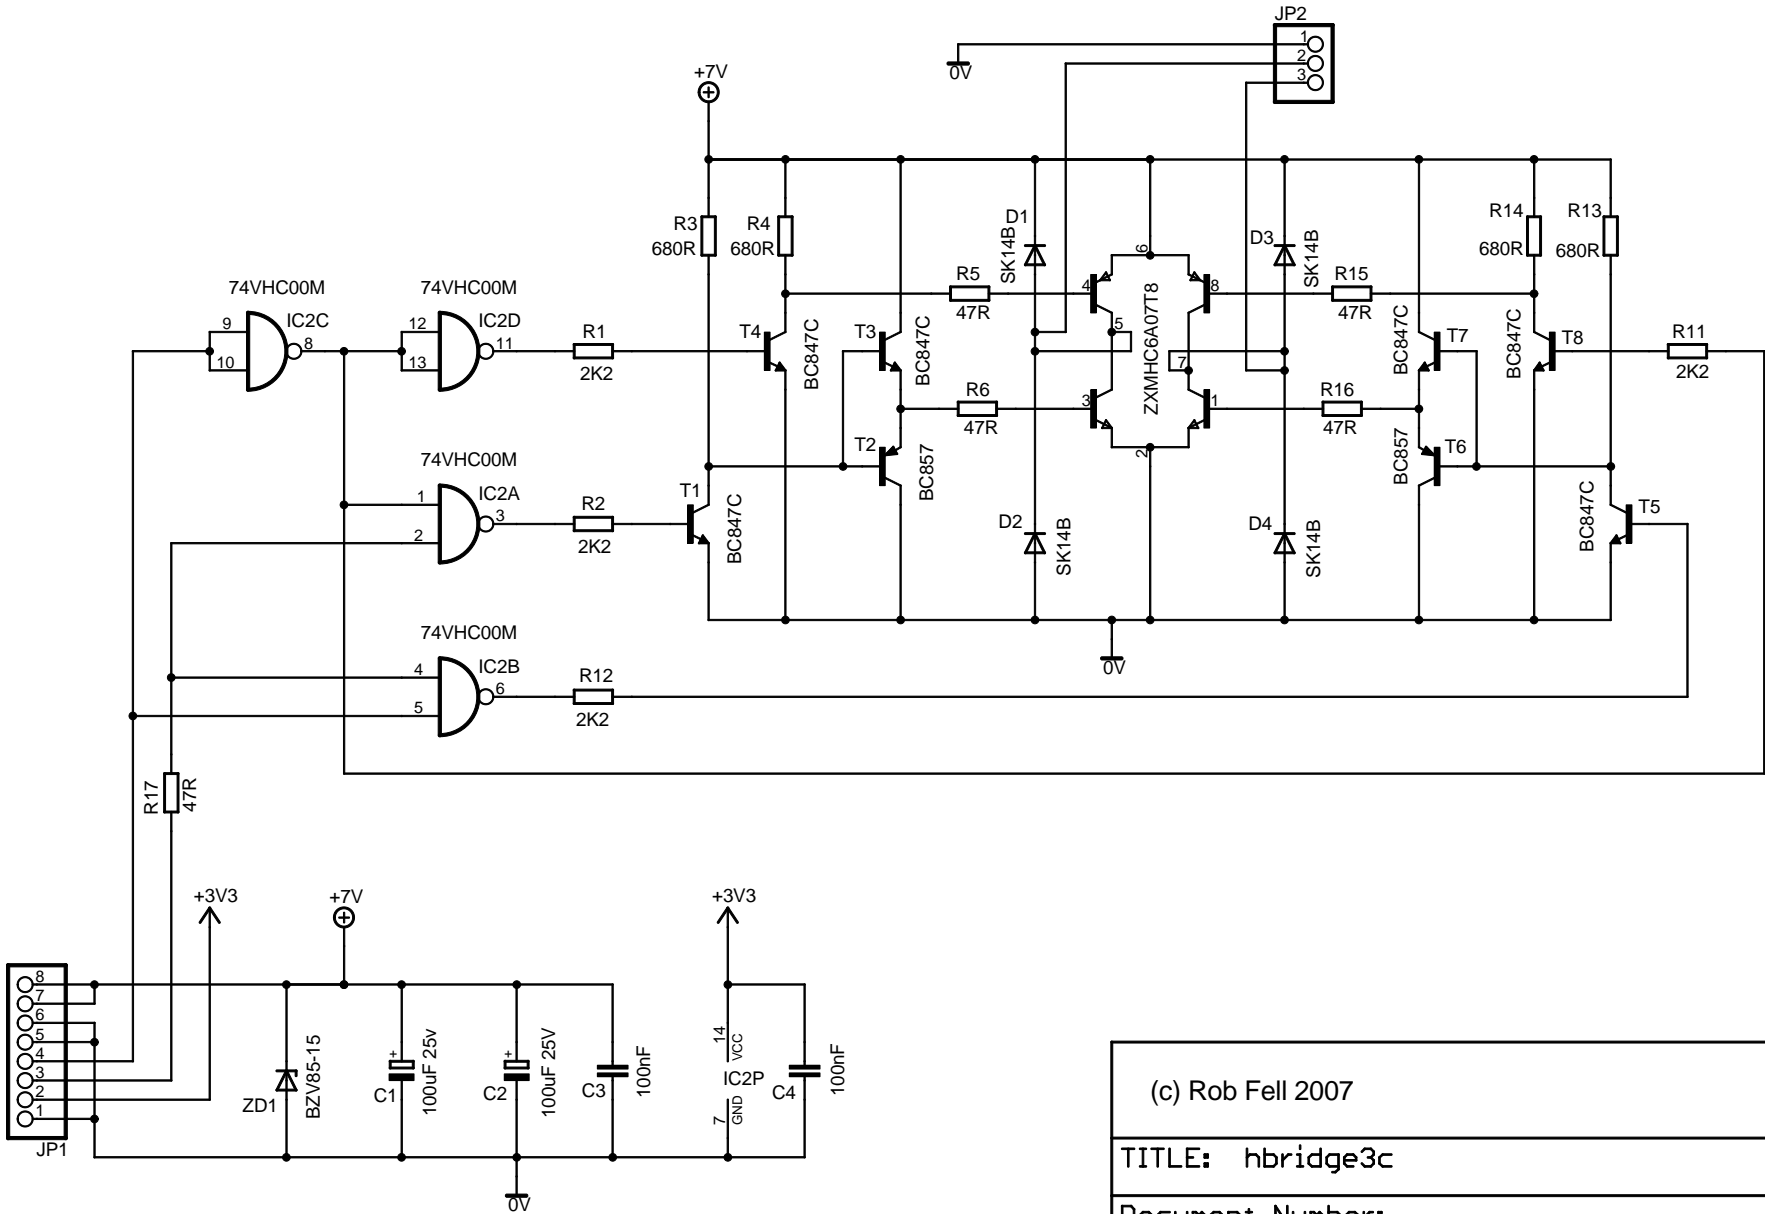 JP2
1
2
3
0V
+7V
R3
680R
R4
680R
D1
SK14B
6
D3
SK14B
R14
680R
R13
680R
R5
47R
4
8
R15
47R
74VHC00M
9
10
IC2C
8
74VHC00M
12
13
IC2D
11
R1
2K2
T4
BC847C
T3
BC847C
5
7
ZXMHC6A07T8
BC847C
T7
BC847C
T8
R11
2K2
R6
47R
3
1
R16
47R
T2
BC857
2
BC857
T6
74VHC00M
1
2
IC2A
3
R2
2K2
T1
BC847C
D2
SK14B
D4
SK14B
BC847C
T5
74VHC00M
4
5
IC2B
6
R12
2K2
0V
R17
47R
+3V3
+7V
+3V3
8
7
6
5
4
3
2
1
JP1
ZD1
BZV85-15
+
C1
100uF 25v
+
C2
100uF 25V
C3
100nF
14
VCC
IC2P
7
GND
C4
100nF
0V
(c) Rob Fell 2007
TITLE: hbridge3c
Document Number: